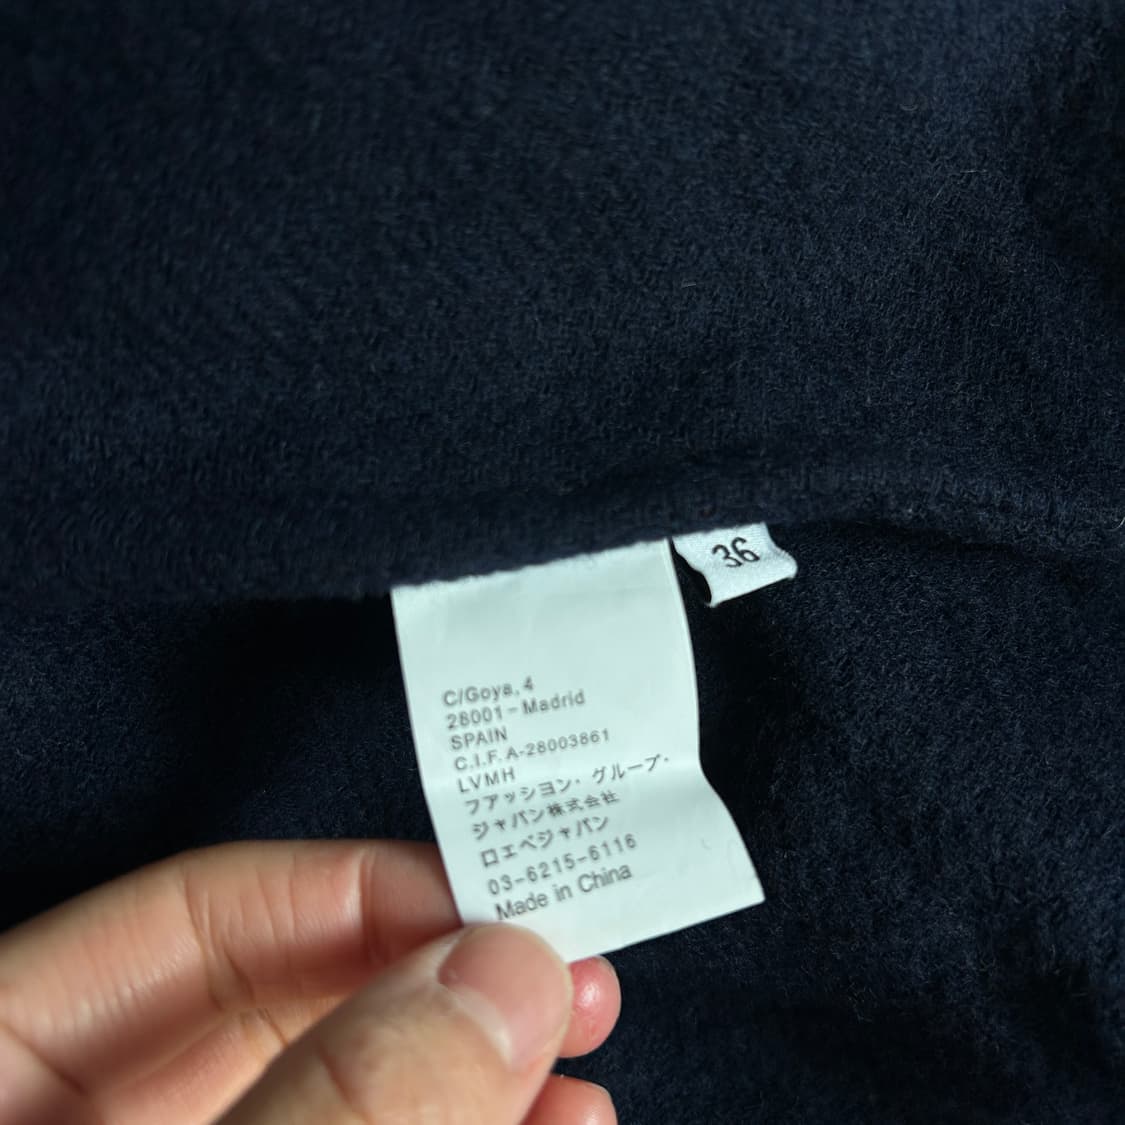 36
C/Goya, 4
28001-Madrid
SPAIN
C.I.F. A-28003861
LVMH
ファッション・グループ・
ジャパン株式会社
ロエベジャパン
03-6215-6116
Made in China